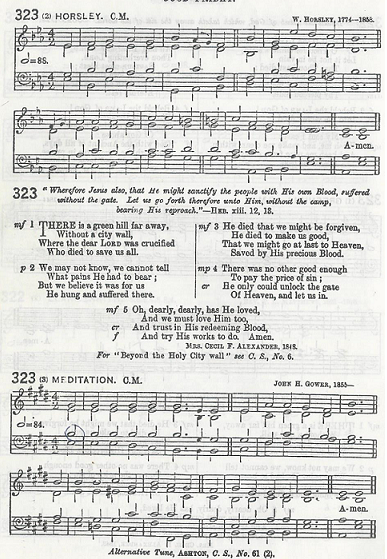 323 (2) HORSLEY. C.M.
W. HORSLEY, 1774—1858.
=88.
A-men.
323 "Wherefore Jesus also, that He might sanctify the people with His own Blood, suffered
without the gate. Let us go forth therefore unto Him, without the camp,
bearing His reproach."—HEB. xiii. 12, 13.
mf 1 THERE is a green hill far away,
Without a city wall,
Where the dear LORD was crucified
Who died to save us all.
p 2 We may not know, we cannot tell
What pains He had to bear;
But we believe it was for us
He hung and suffered there.
mf 3 He died that we might be forgiven,
He died to make us good,
That we might go at last to Heaven,
Saved by His precious Blood.
mp 4 There was no other good enough
To pay the price of sin;
cr He only could unlock the gate
Of Heaven, and let us in.
mf 5 Oh, dearly, dearly, has He loved,
And we must love Him too,
cr And trust in His redeeming Blood,
f And try His works to do. Amen.
MRS. CECIL F. ALEXANDER, 1848.
For "Beyond the Holy City wall" see C. S., No. 6.
323 (3) MEDITATION. C.M.
JOHN H. GOWER, 1855—
=84.
A-men.
Alternative Tune, ASHTON, C. S., No. 61 (2).